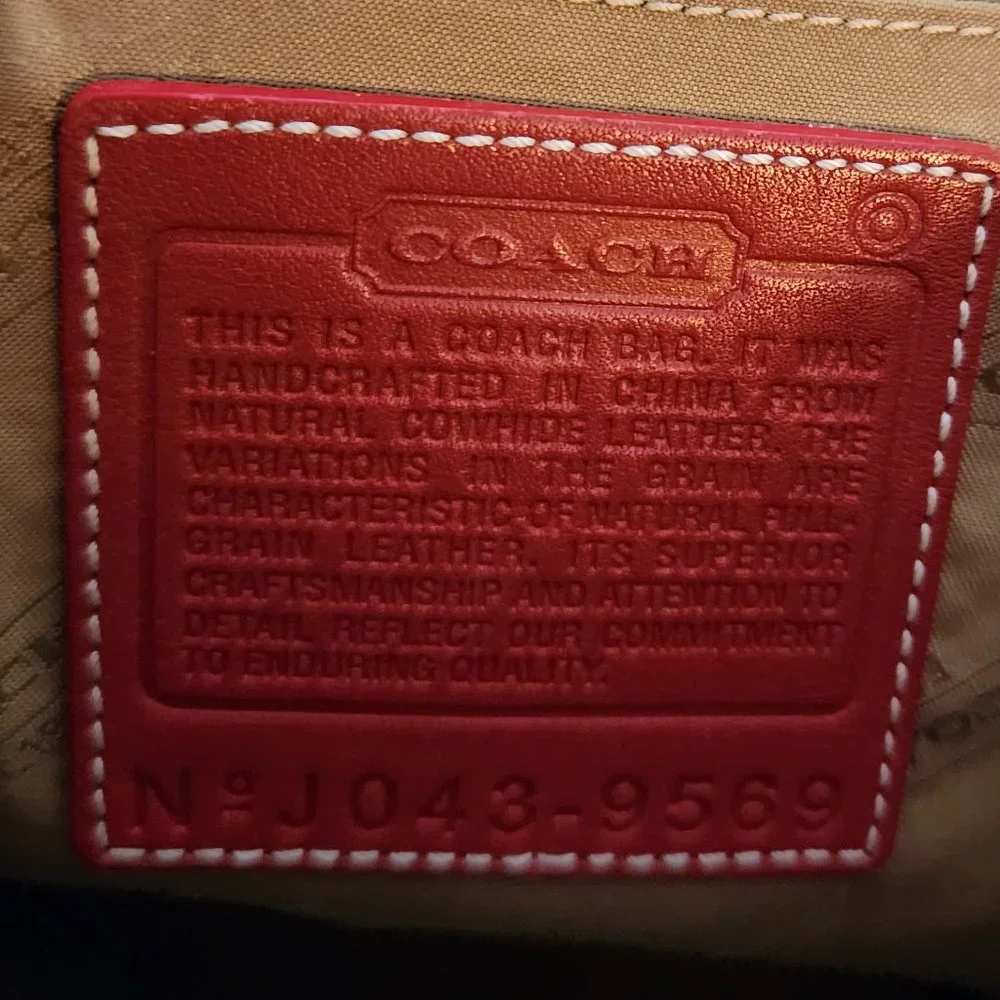 COACH
THIS IS A COACH BAG. IT WAS
HANDCRAFTED IN CHINA FROM
NATURAL COWHIDE LEATHER. THE
VARIATIONS IN THE GRAIN ARE
CHARACTERISTIC OF NATURAL FULL-
GRAIN LEATHER. ITS SUPERIOR
CRAFTSMANSHIP AND ATTENTION TO
DETAIL REFLECT OUR COMMITMENT
TO ENDURING QUALITY.
Nº J043-9569